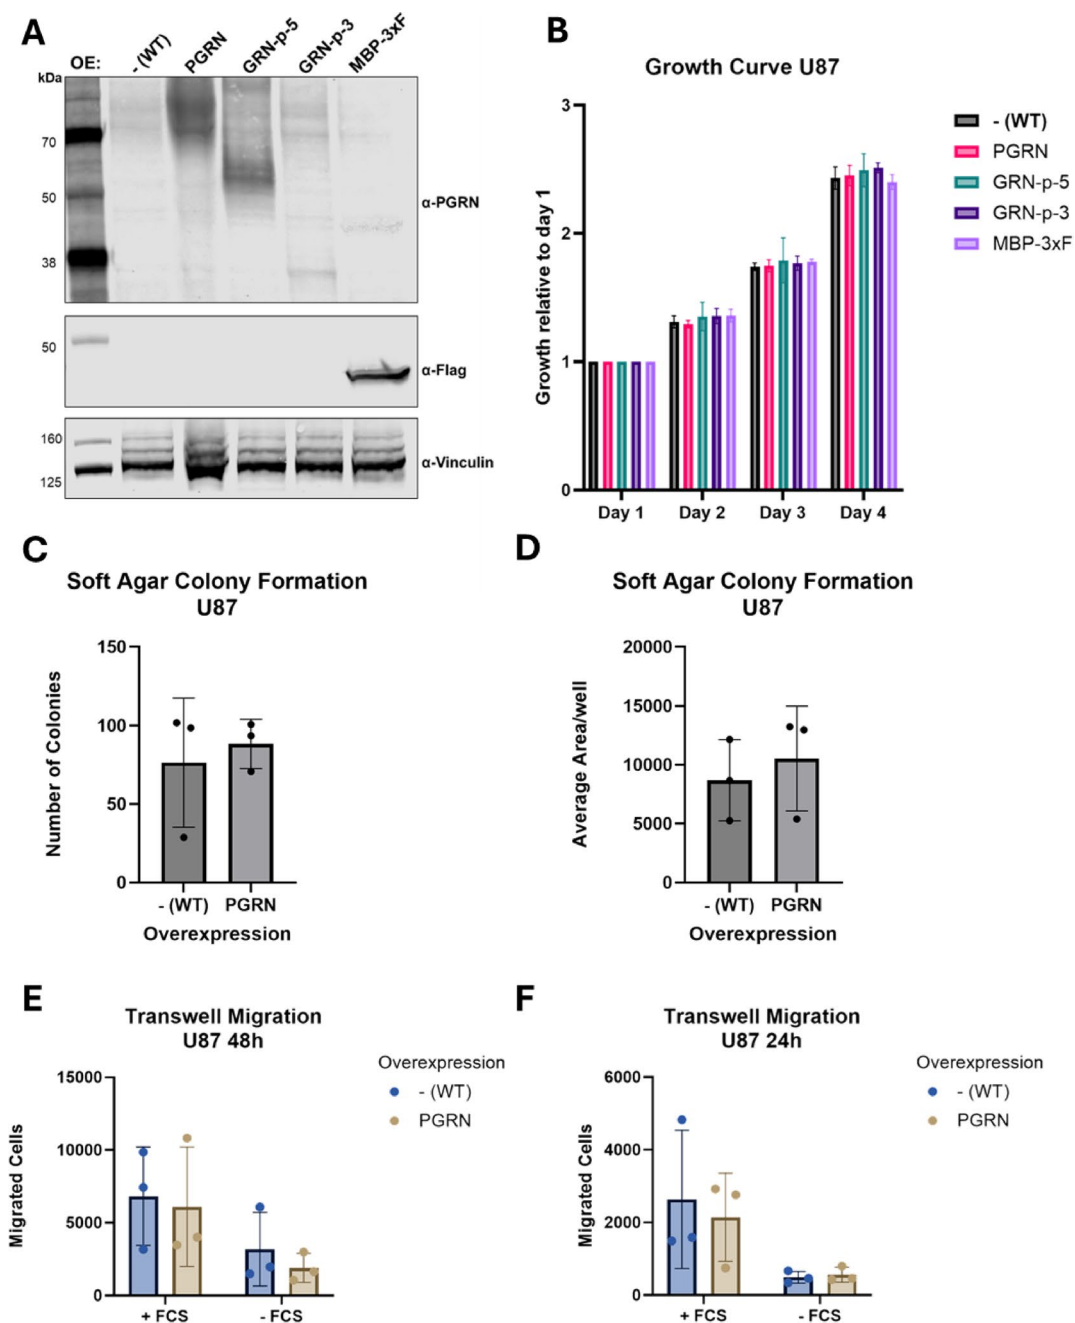 A
OE:
- (WT)
PGRN
GRN-p-5
GRN-p-3
MBP-3xF
kDa
70
50
38
α-PGRN
50
α-Flag
160
125
α-Vinculin
B
Growth Curve U87
Growth relative to day 1
3
2
1
0
Day 1
Day 2
Day 3
Day 4
- (WT)
PGRN
GRN-p-5
GRN-p-3
MBP-3xF
C
Soft Agar Colony Formation
U87
Number of Colonies
150
100
50
0
- (WT)
PGRN
Overexpression
D
Soft Agar Colony Formation
U87
Average Area/well
20000
15000
10000
5000
0
- (WT)
PGRN
Overexpression
E
Transwell Migration
U87 48h
Overexpression
- (WT)
PGRN
Migrated Cells
15000
10000
5000
0
+ FCS
- FCS
F
Transwell Migration
U87 24h
Overexpression
- (WT)
PGRN
Migrated Cells
6000
4000
2000
0
+ FCS
- FCS